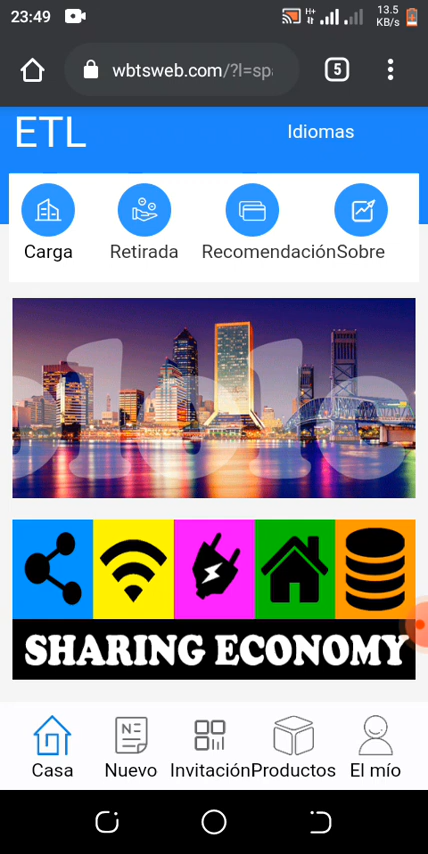 23:49
H+
13.5
KB/s
wbtsweb.com/?l=spa
5
ETL
Idiomas
Carga
Retirada
Recomendación
Sobre
SHARING ECONOMY
NE
Casa
Nuevo
Invitación
Productos
El mío